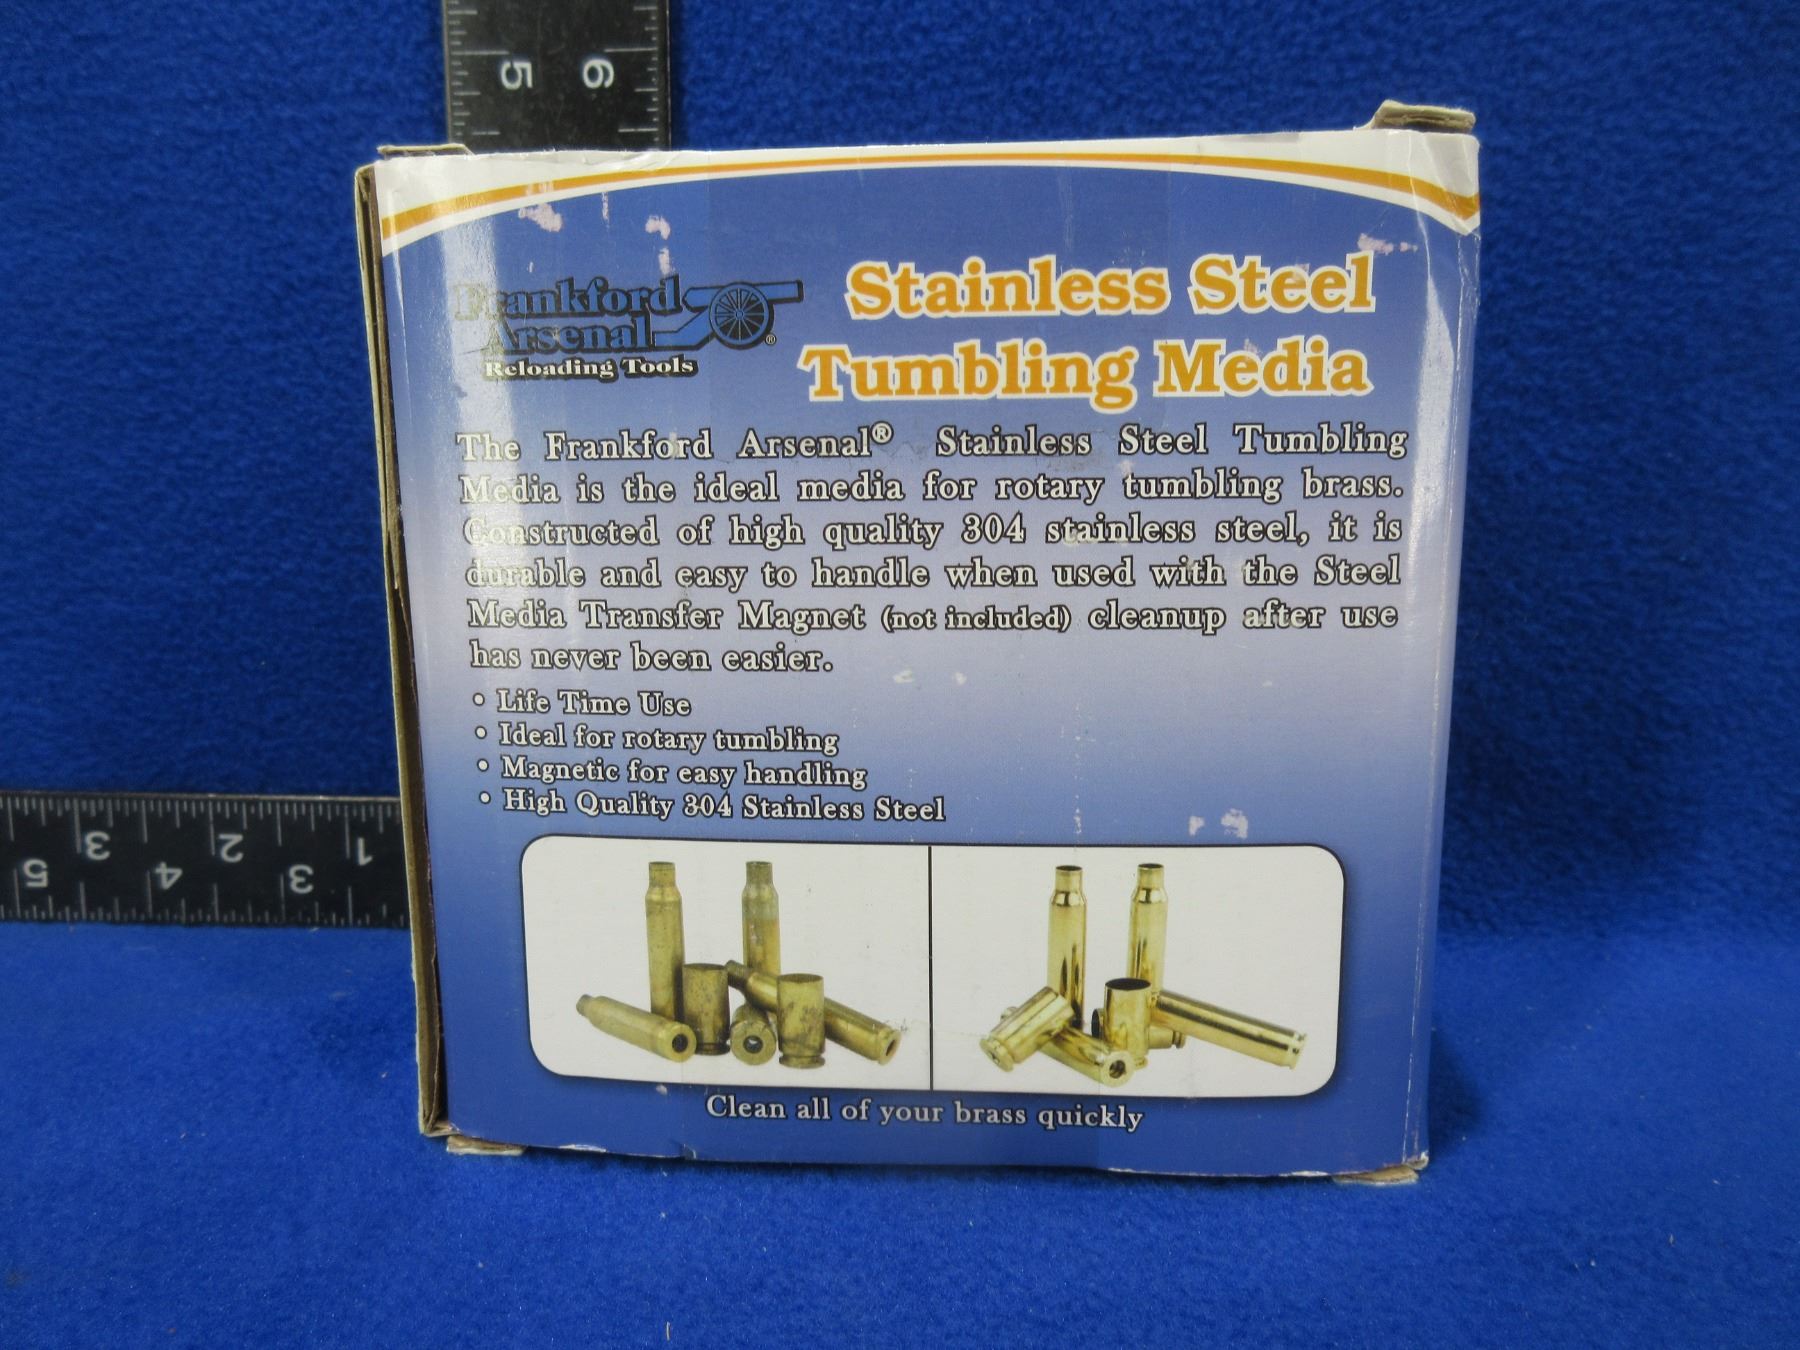 5 6
Frankford
Arsenal®
Reloading Tools
Stainless Steel
Tumbling Media
The Frankford Arsenal® Stainless Steel Tumbling
Media is the ideal media for rotary tumbling brass.
Constructed of high quality 304 stainless steel, it is
durable and easy to handle when used with the Steel
Media Transfer Magnet (not included) cleanup after use
has never been easier.
• Life Time Use
• Ideal for rotary tumbling
• Magnetic for easy handling
• High Quality 304 Stainless Steel
3 2 1
5 4 3
Clean all of your brass quickly